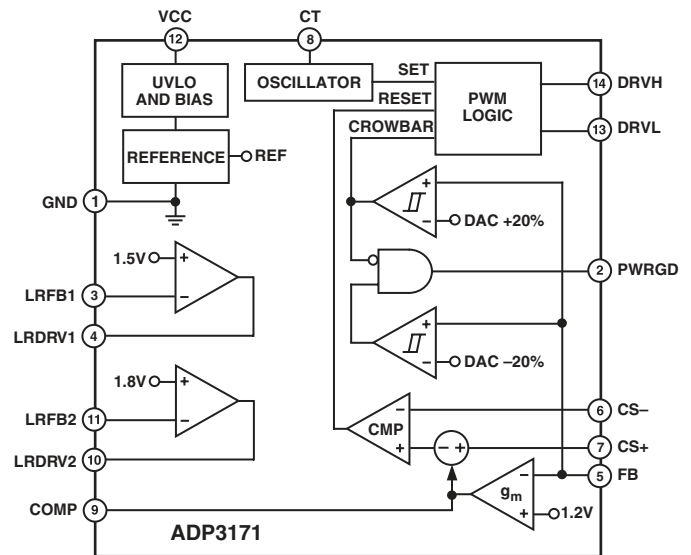 VCC
CT
12
8
UVLO
AND BIAS
OSCILLATOR
SET
RESET
CROWBAR
PWM
LOGIC
14
DRVH
13
DRVL
REFERENCE
REF
GND
1
+
–
DAC +20%
1.5V
+
–
LRFB1
3
LRDRV1
4
2
PWRGD
+
–
DAC –20%
1.8V
+
–
LRFB2
11
LRDRV2
10
–
CMP
+
– +
6
CS–
7
CS+
5
FB
–
gm
+
1.2V
COMP
9
ADP3171